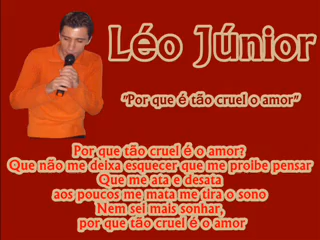 Léo Júnior
"Por que é tão cruel o amor"
Por que tão cruel é o amor?
Que não me deixa esquecer que me proíbe pensar
Que me ata e desata
aos poucos me mata me tira o sono
Nem sei mais sonhar,
por que tão cruel é o amor